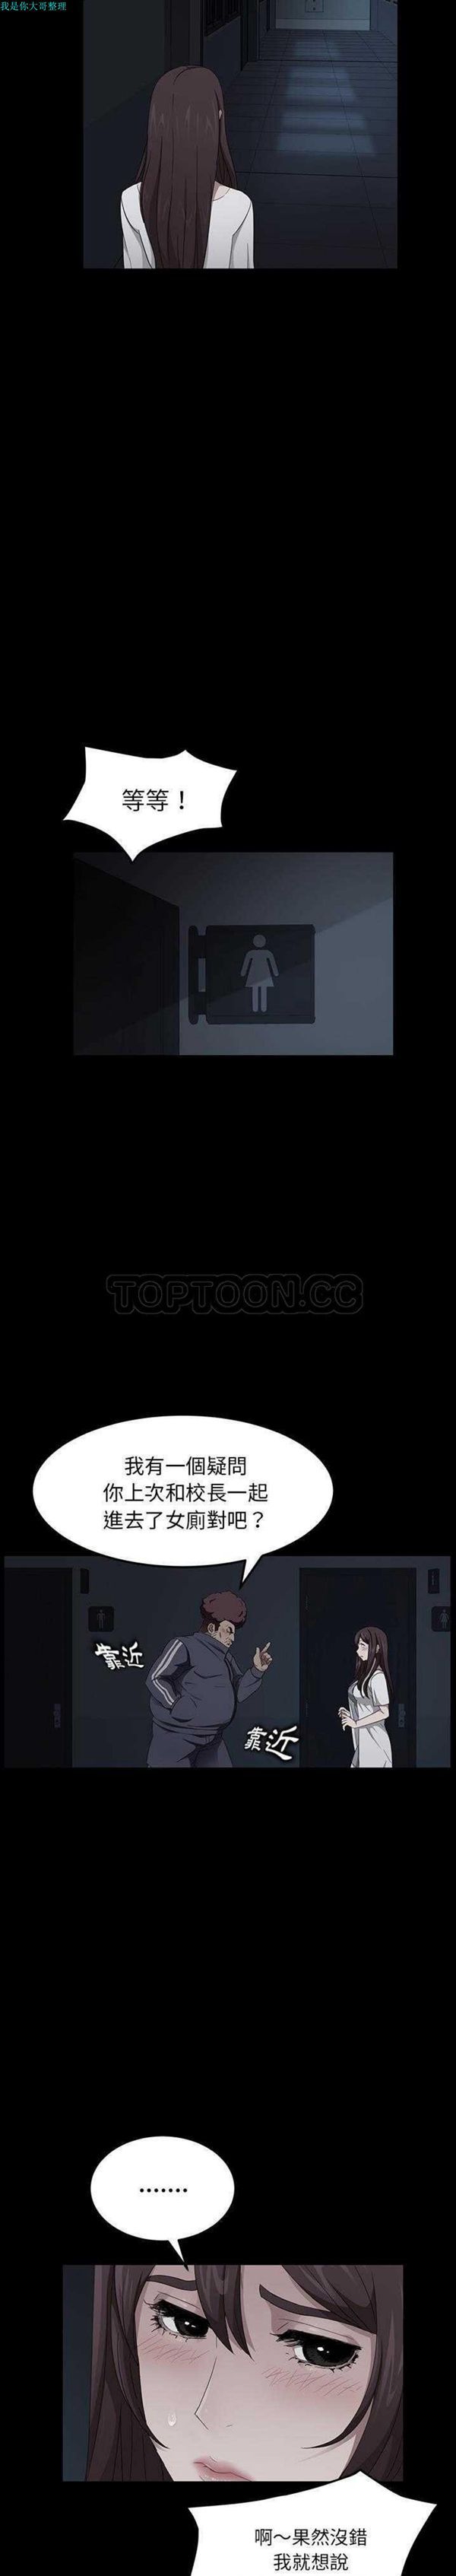 我是你大哥整理
等等！
TOPTOON.CC
我有一個疑問
你上次和校長一起
進去了女廁對吧？
靠近
靠近
.......
啊～果然沒錯
我就想說